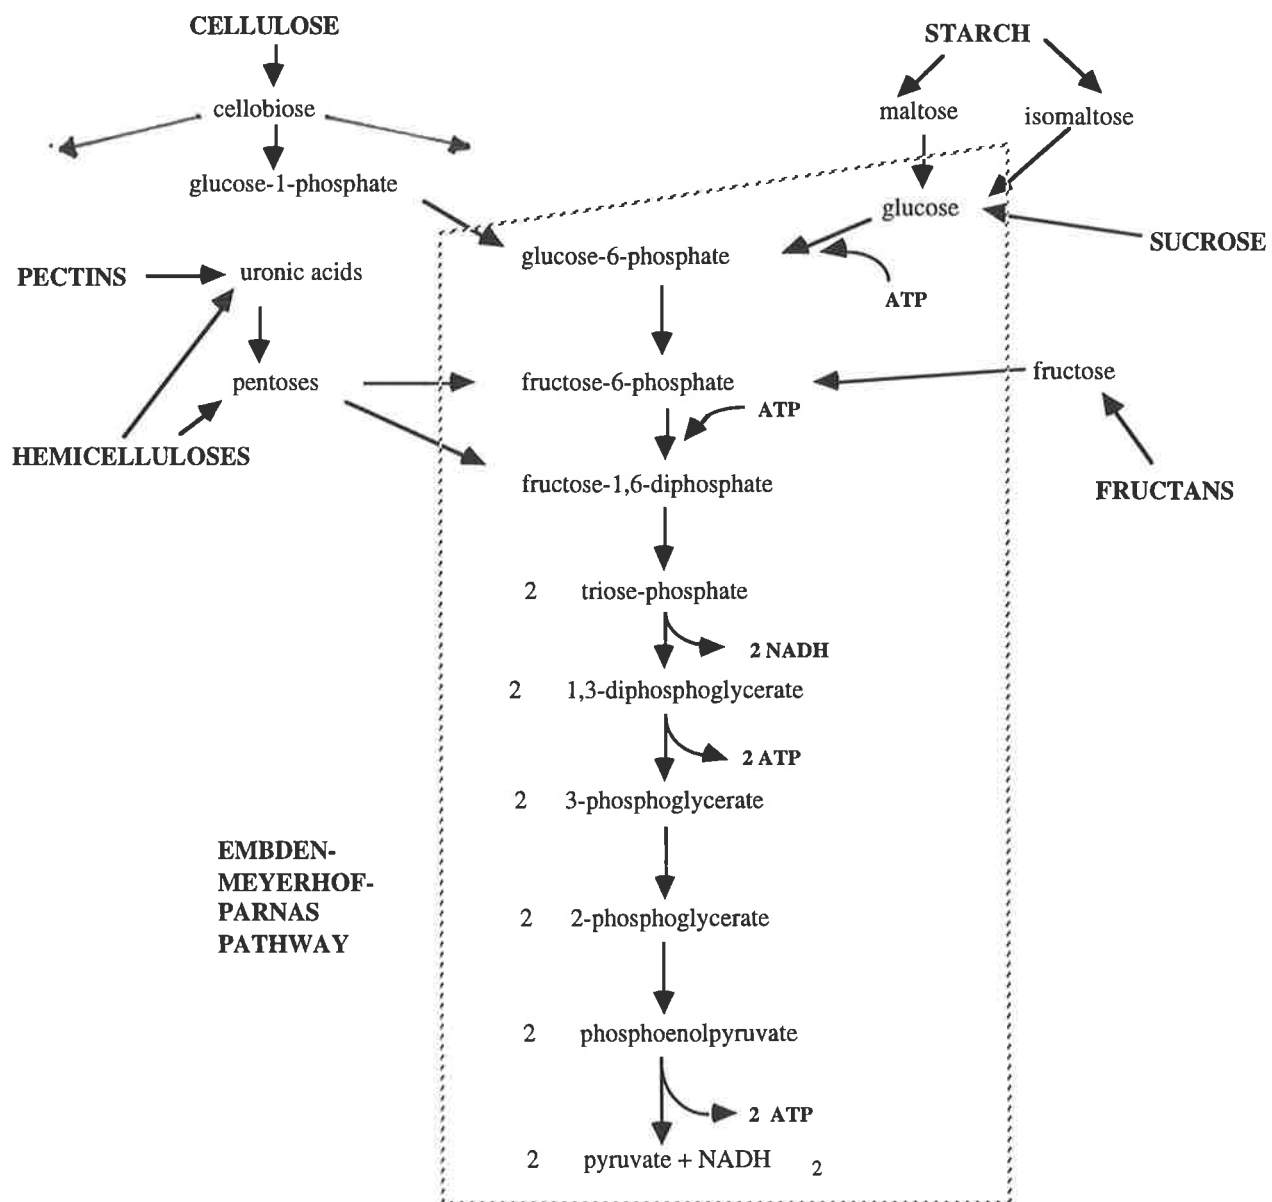 CELLULOSE
STARCH
cellobiose
maltose
isomaltose
glucose-1-phosphate
glucose
SUCROSE
glucose-6-phosphate
PECTINS
uronic acids
ATP
pentoses
fructose-6-phosphate
fructose
ATP
HEMICELLULOSES
fructose-1,6-diphosphate
FRUCTANS
2 triose-phosphate
2 NADH
2 1,3-diphosphoglycerate
2 ATP
2 3-phosphoglycerate
EMBDEN-
MEYERHOF-
PARNAS
PATHWAY
2 2-phosphoglycerate
2 phosphoenolpyruvate
2 ATP
2 pyruvate + NADH 2